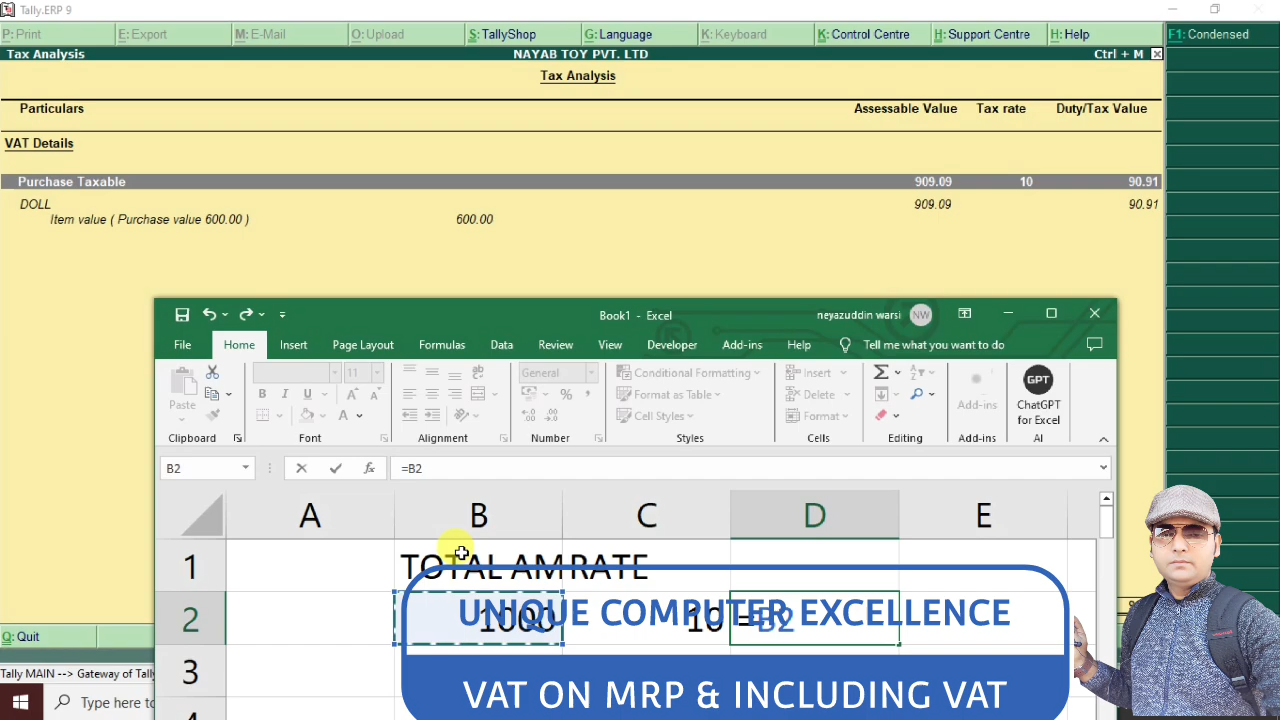 Tally.ERP 9
P: Print E: Export M: E-Mail O: Upload S: TallyShop G: Language K: Keyboard K: Control Centre H: Support Centre H: Help F1: Condensed
Tax Analysis NAYAB TOY PVT. LTD Ctrl + M
Tax Analysis
Particulars Assessable Value Tax rate Duty/Tax Value
VAT Details
Purchase Taxable 909.09 10 90.91
DOLL 909.09 90.91
Item value ( Purchase value 600.00 ) 600.00
Book1 - Excel neyazuddin warsi NW
File Home Insert Page Layout Formulas Data Review View Developer Add-ins Help Tell me what you want to do
11 General Conditional Formatting Insert GPT
Paste B I U Format as Table Delete Add-ins ChatGPT
Cell Styles Format for Excel
Clipboard Font Alignment Number Styles Cells Editing Add-ins AI
B2 fx =B2
A B C D E
1 TOTAL AM RATE
2 1000 10 =B2
UNIQUE COMPUTER EXCELLENCE
Q: Quit
3
Tally MAIN --> Gateway of Tally
VAT ON MRP & INCLUDING VAT
Type here to